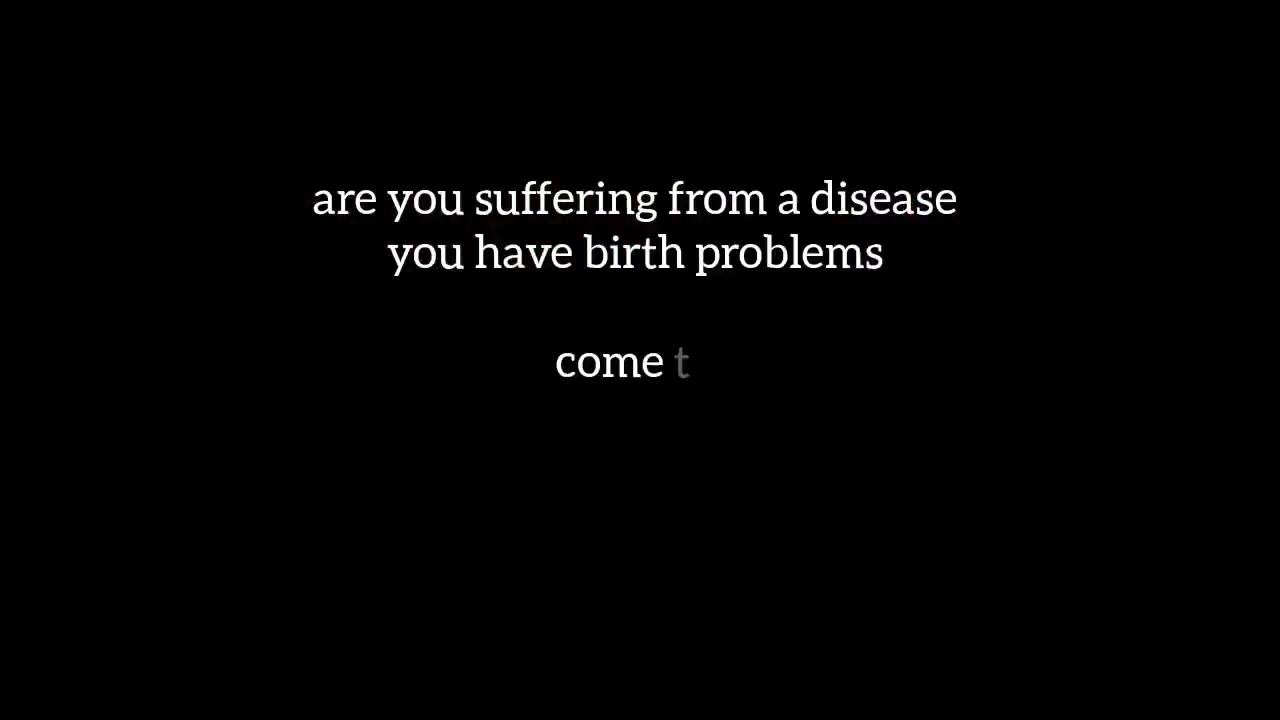 are you suffering from a disease
you have birth problems
come t